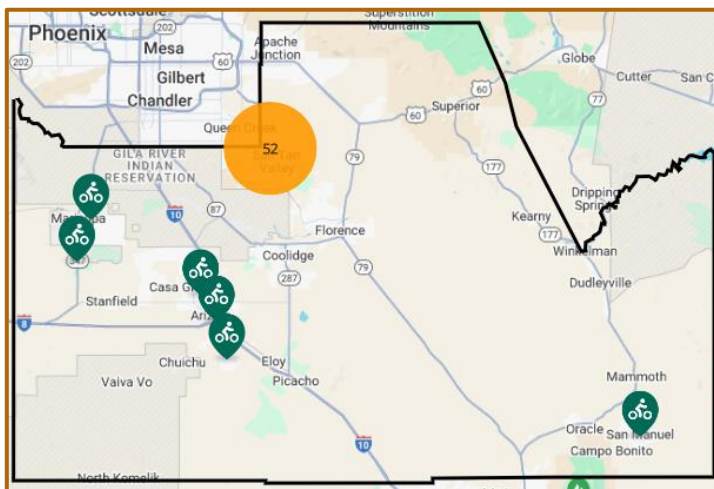 Scottsdale
Superstition
Mountains
Phoenix
202
Mesa
60
Apache
Junction
Globe
Gilbert
60
Cutter
202
Chandler
Superior
77
60
Queen Creek
52
Valley
79
GILA RIVER
INDIAN
RESERVATION
177
Dripping
Kearny
10
87
Florence
177
Winkelman
Coolidge
79
Dudleyville
Casa
287
Stanfield
8
Chuichu
Eloy
Mammoth
Vaiva Vo
Picacho
Oracle
San Manuel
10
Campo Bonito
North Komelik